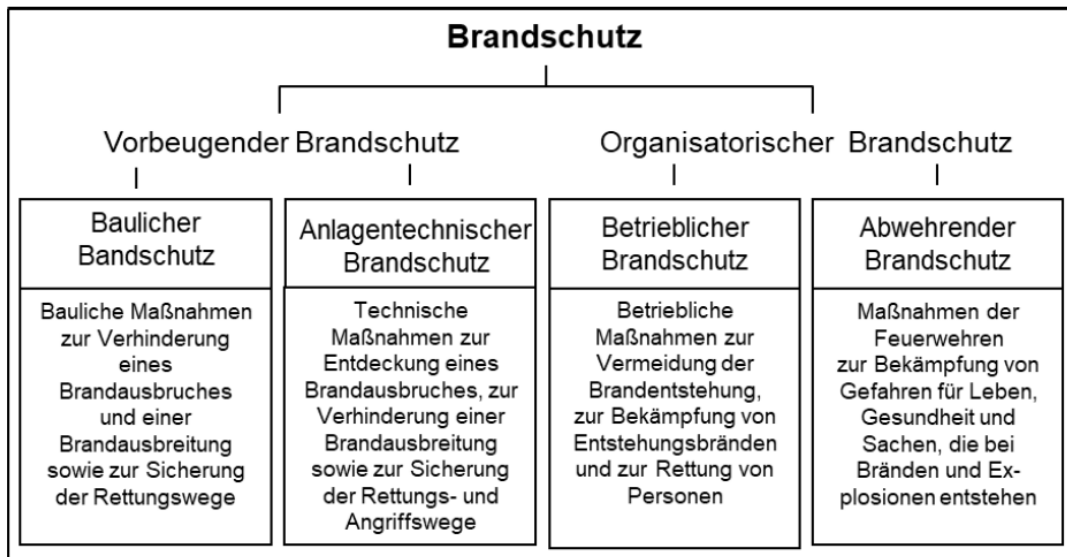 Brandschutz
Vorbeugender Brandschutz
Organisatorischer Brandschutz
Baulicher
Bandschutz
Bauliche Maßnahmen
zur Verhinderung
eines
Brandausbruches
und einer
Brandausbreitung
sowie zur Sicherung
der Rettungswege
Anlagentechnischer
Brandschutz
Technische
Maßnahmen zur
Entdeckung eines
Brandausbruches, zur
Verhinderung einer
Brandausbreitung
sowie zur Sicherung
der Rettungs- und
Angriffswege
Betrieblicher
Brandschutz
Betriebliche
Maßnahmen zur
Vermeidung der
Brandentstehung,
zur Bekämpfung von
Entstehungsbränden
und zur Rettung von
Personen
Abwehrender
Brandschutz
Maßnahmen der
Feuerwehren
zur Bekämpfung von
Gefahren für Leben,
Gesundheit und
Sachen, die bei
Bränden und Ex-
plosionen entstehen